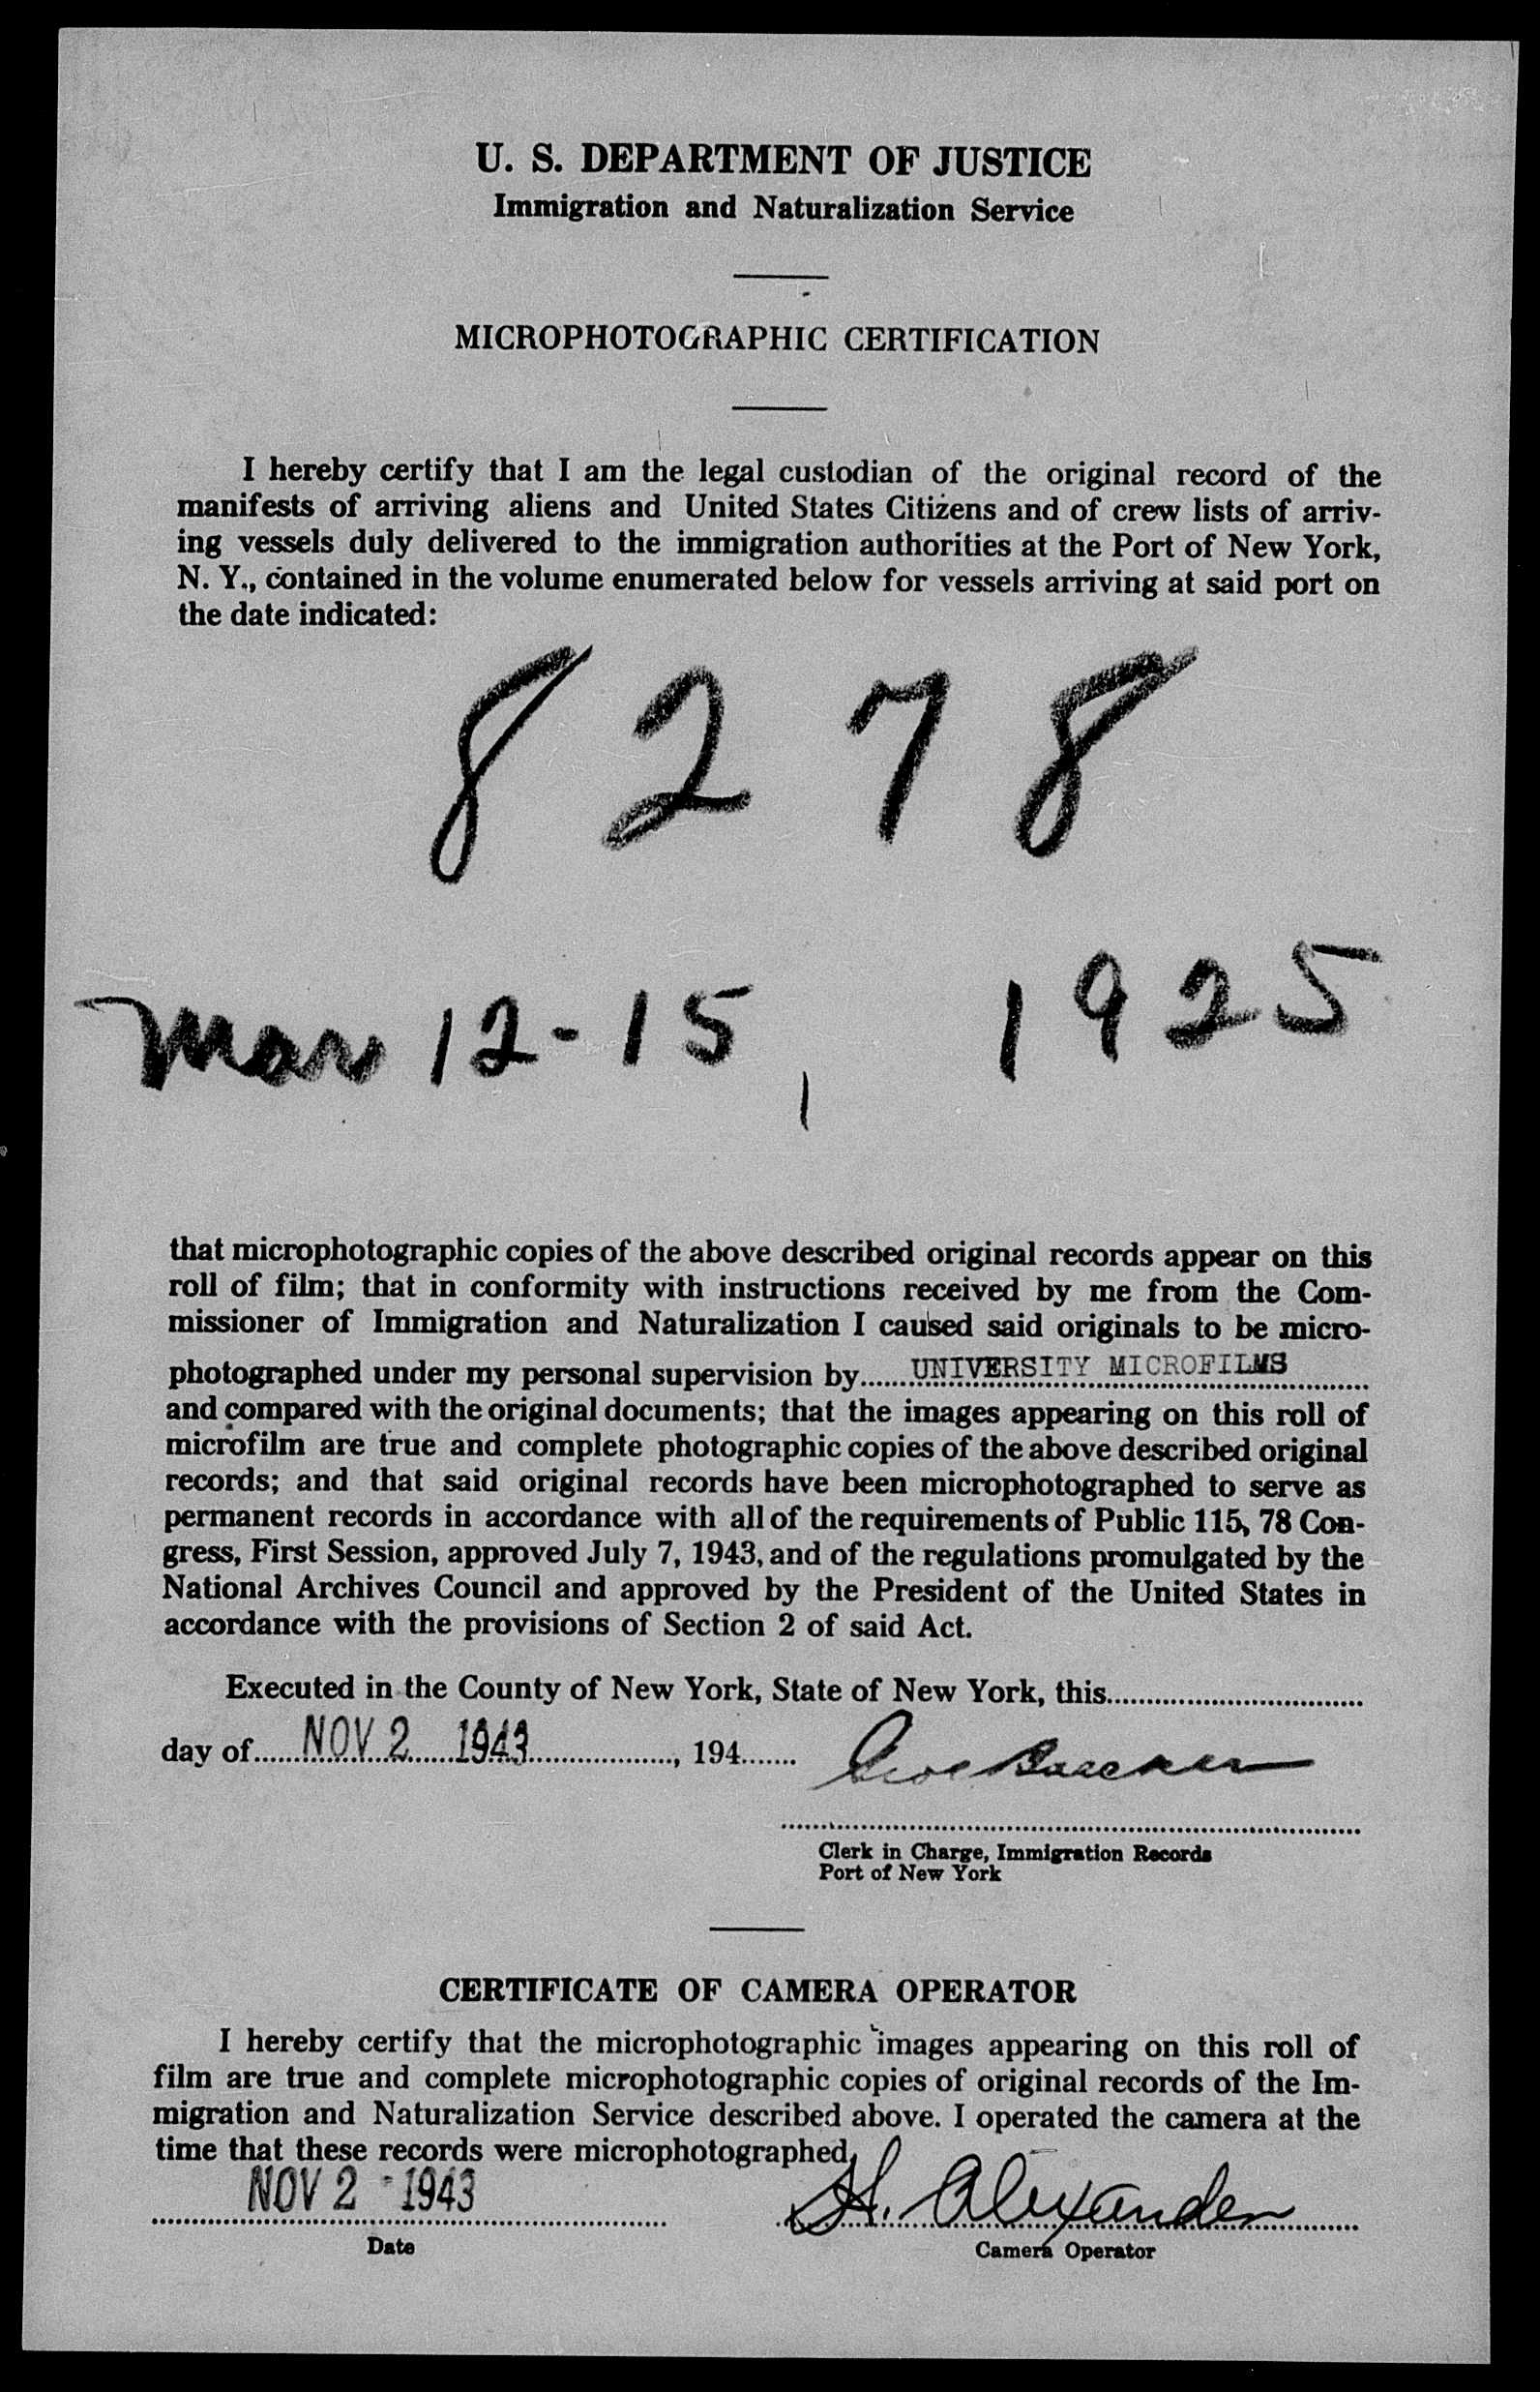 U. S. DEPARTMENT OF JUSTICE
Immigration and Naturalization Service
MICROPHOTOGRAPHIC CERTIFICATION
I hereby certify that I am the legal custodian of the original record of the
manifests of arriving aliens and United States Citizens and of crew lists of arriv-
ing vessels duly delivered to the immigration authorities at the Port of New York,
N. Y., contained in the volume enumerated below for vessels arriving at said port on
the date indicated:
8278
Mar 12-15, 1925
that microphotographic copies of the above described original records appear on this
roll of film; that in conformity with instructions received by me from the Com-
missioner of Immigration and Naturalization I caused said originals to be micro-
photographed under my personal supervision by......UNIVERSITY MICROFILMS
and compared with the original documents; that the images appearing on this roll of
microfilm are true and complete photographic copies of the above described original
records; and that said original records have been microphotographed to serve as
permanent records in accordance with all of the requirements of Public 115, 78 Con-
gress, First Session, approved July 7, 1943, and of the regulations promulgated by the
National Archives Council and approved by the President of the United States in
accordance with the provisions of Section 2 of said Act.
Executed in the County of New York, State of New York, this
day of NOV 2 1943, 194
Clerk in Charge, Immigration Records
Port of New York
CERTIFICATE OF CAMERA OPERATOR
I hereby certify that the microphotographic images appearing on this roll of
film are true and complete microphotographic copies of original records of the Im-
migration and Naturalization Service described above. I operated the camera at the
time that these records were microphotographed.
NOV 2 - 1943 H. Alexander
Date Camera Operator